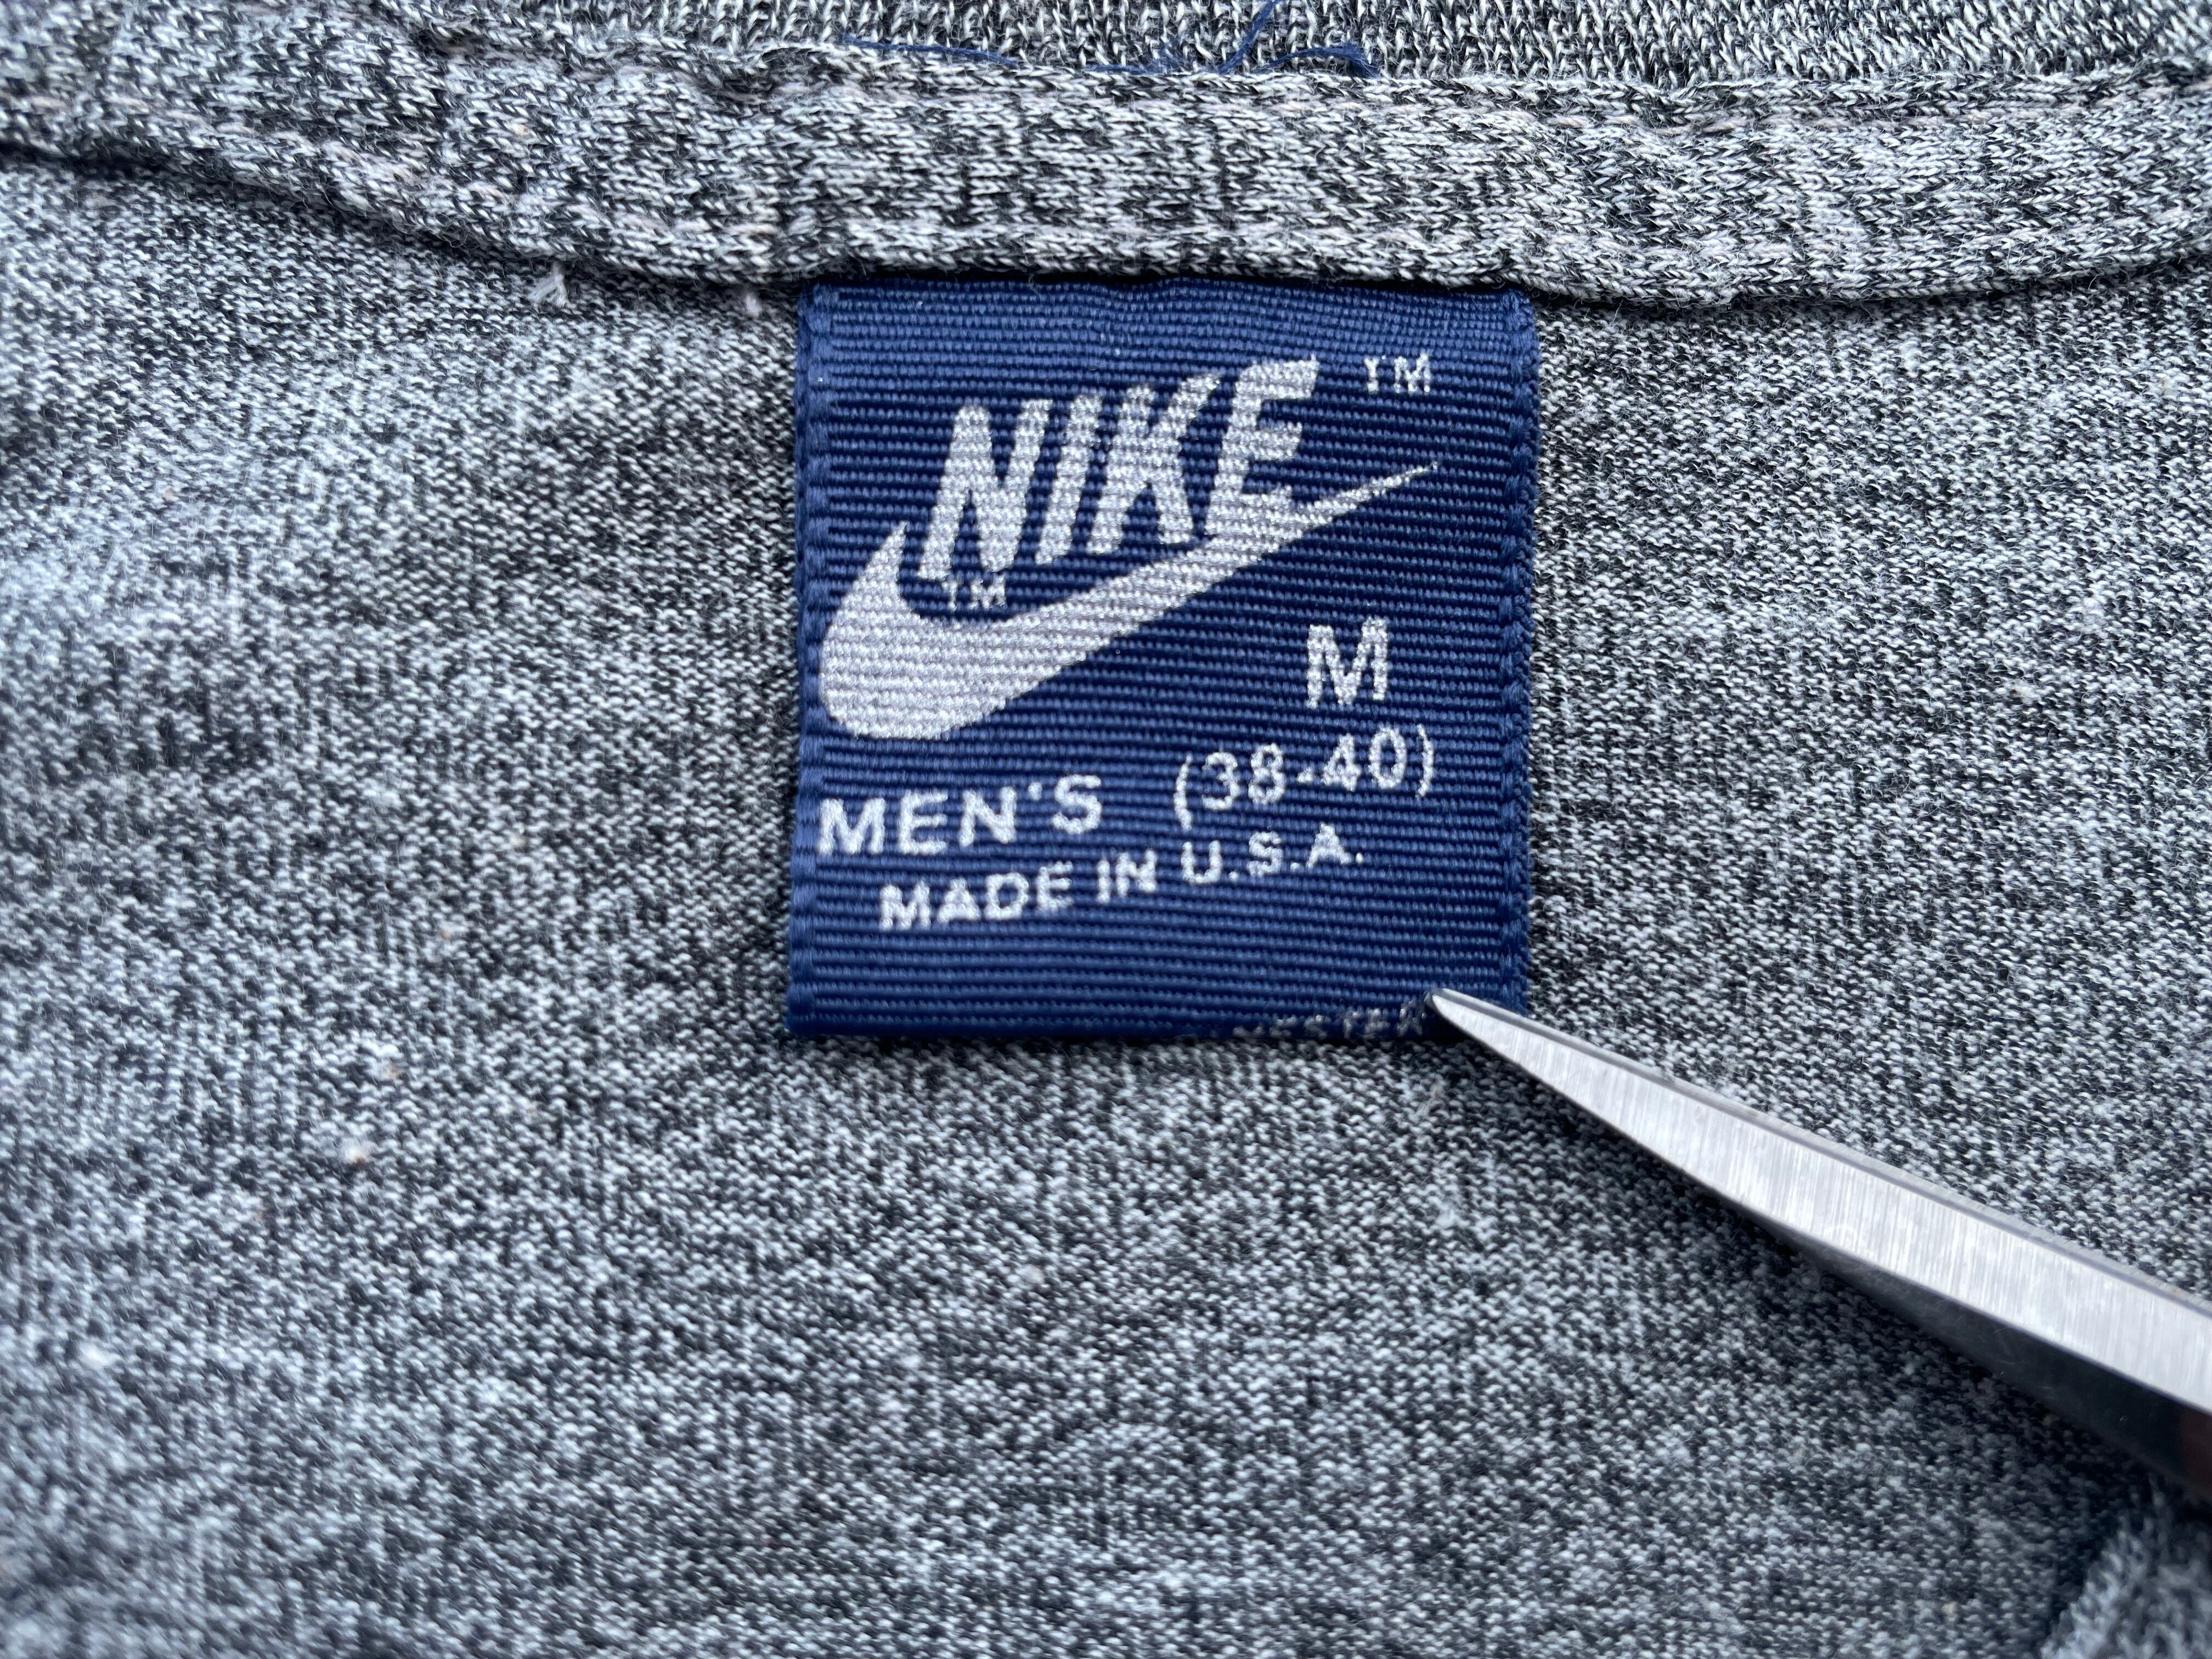 NIKE ™
™
M
MEN'S (38-40)
MADE IN U.S.A.